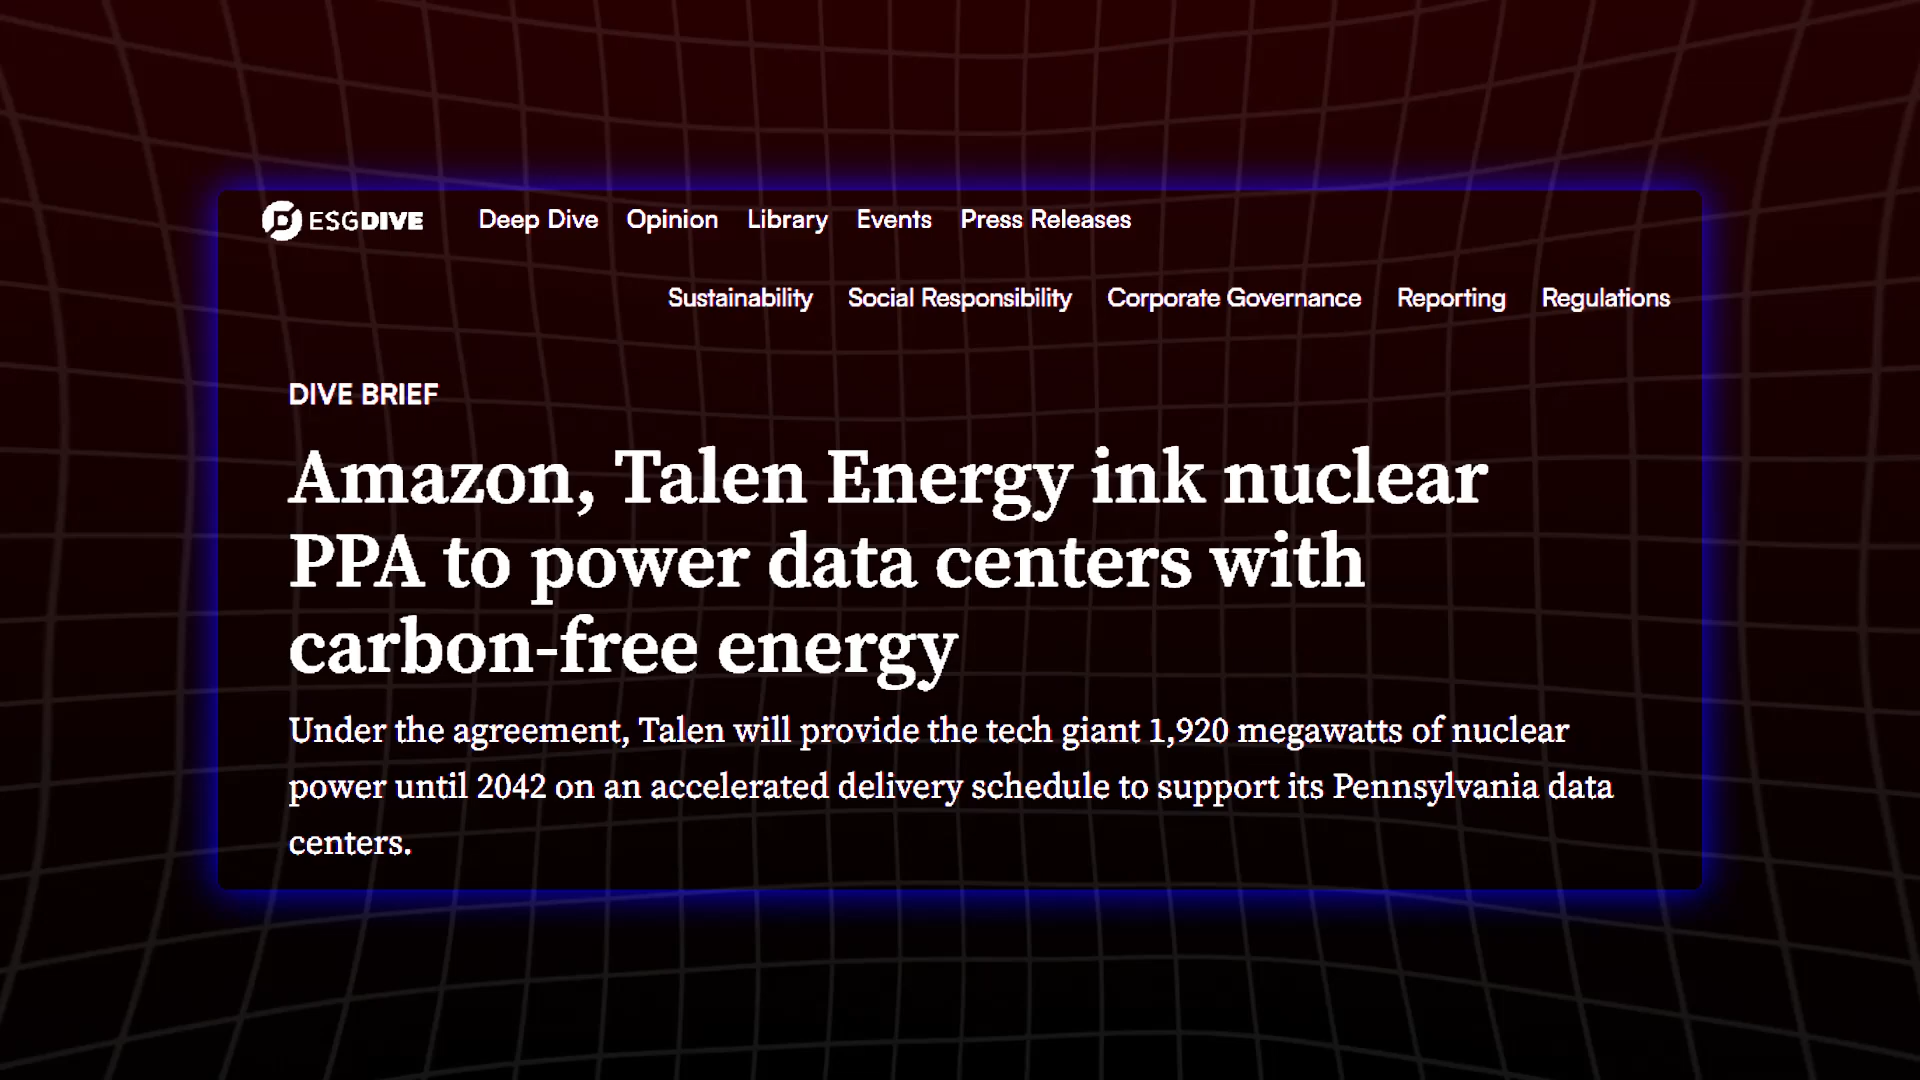 ESGDIVE Deep Dive Opinion Library Events Press Releases
Sustainability Social Responsibility Corporate Governance Reporting Regulations
DIVE BRIEF
Amazon, Talen Energy ink nuclear
PPA to power data centers with
carbon-free energy
Under the agreement, Talen will provide the tech giant 1,920 megawatts of nuclear
power until 2042 on an accelerated delivery schedule to support its Pennsylvania data
centers.